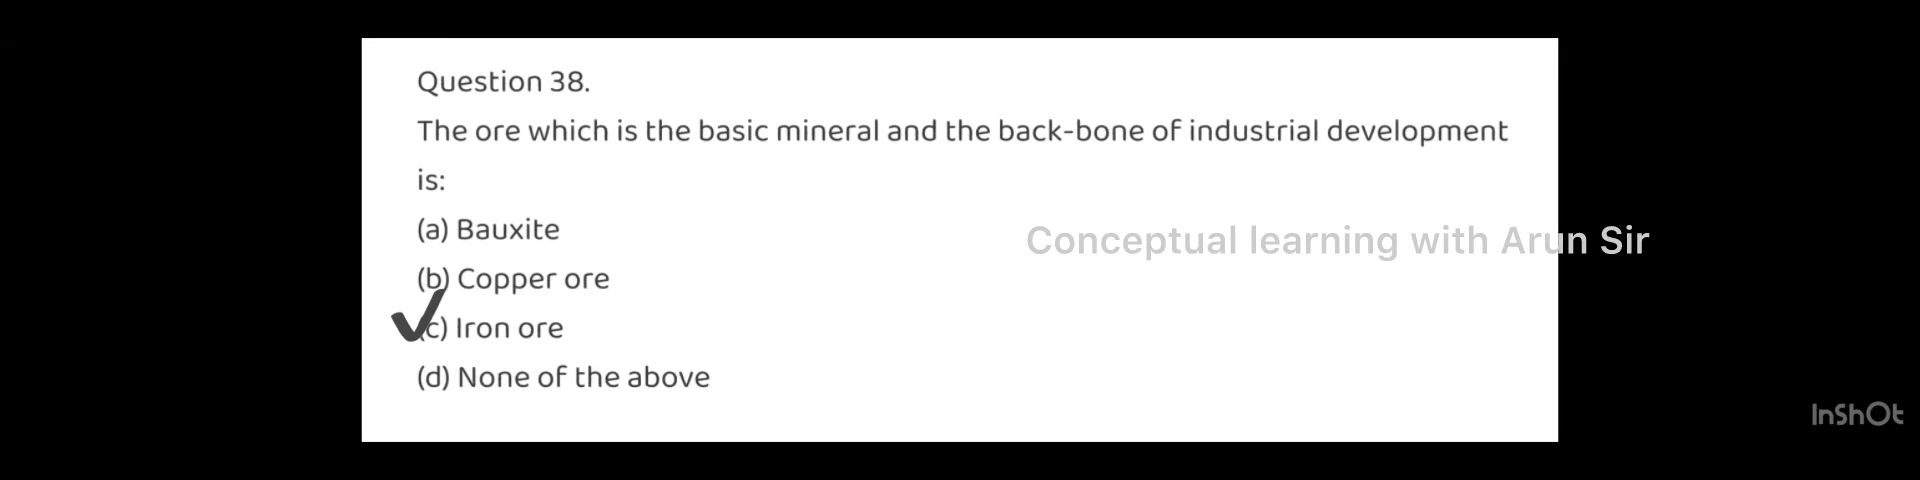 Question 38.
The ore which is the basic mineral and the back-bone of industrial development
is:
(a) Bauxite
Conceptual learning with Arun Sir
(b) Copper ore
(c) Iron ore
(d) None of the above
InShOt